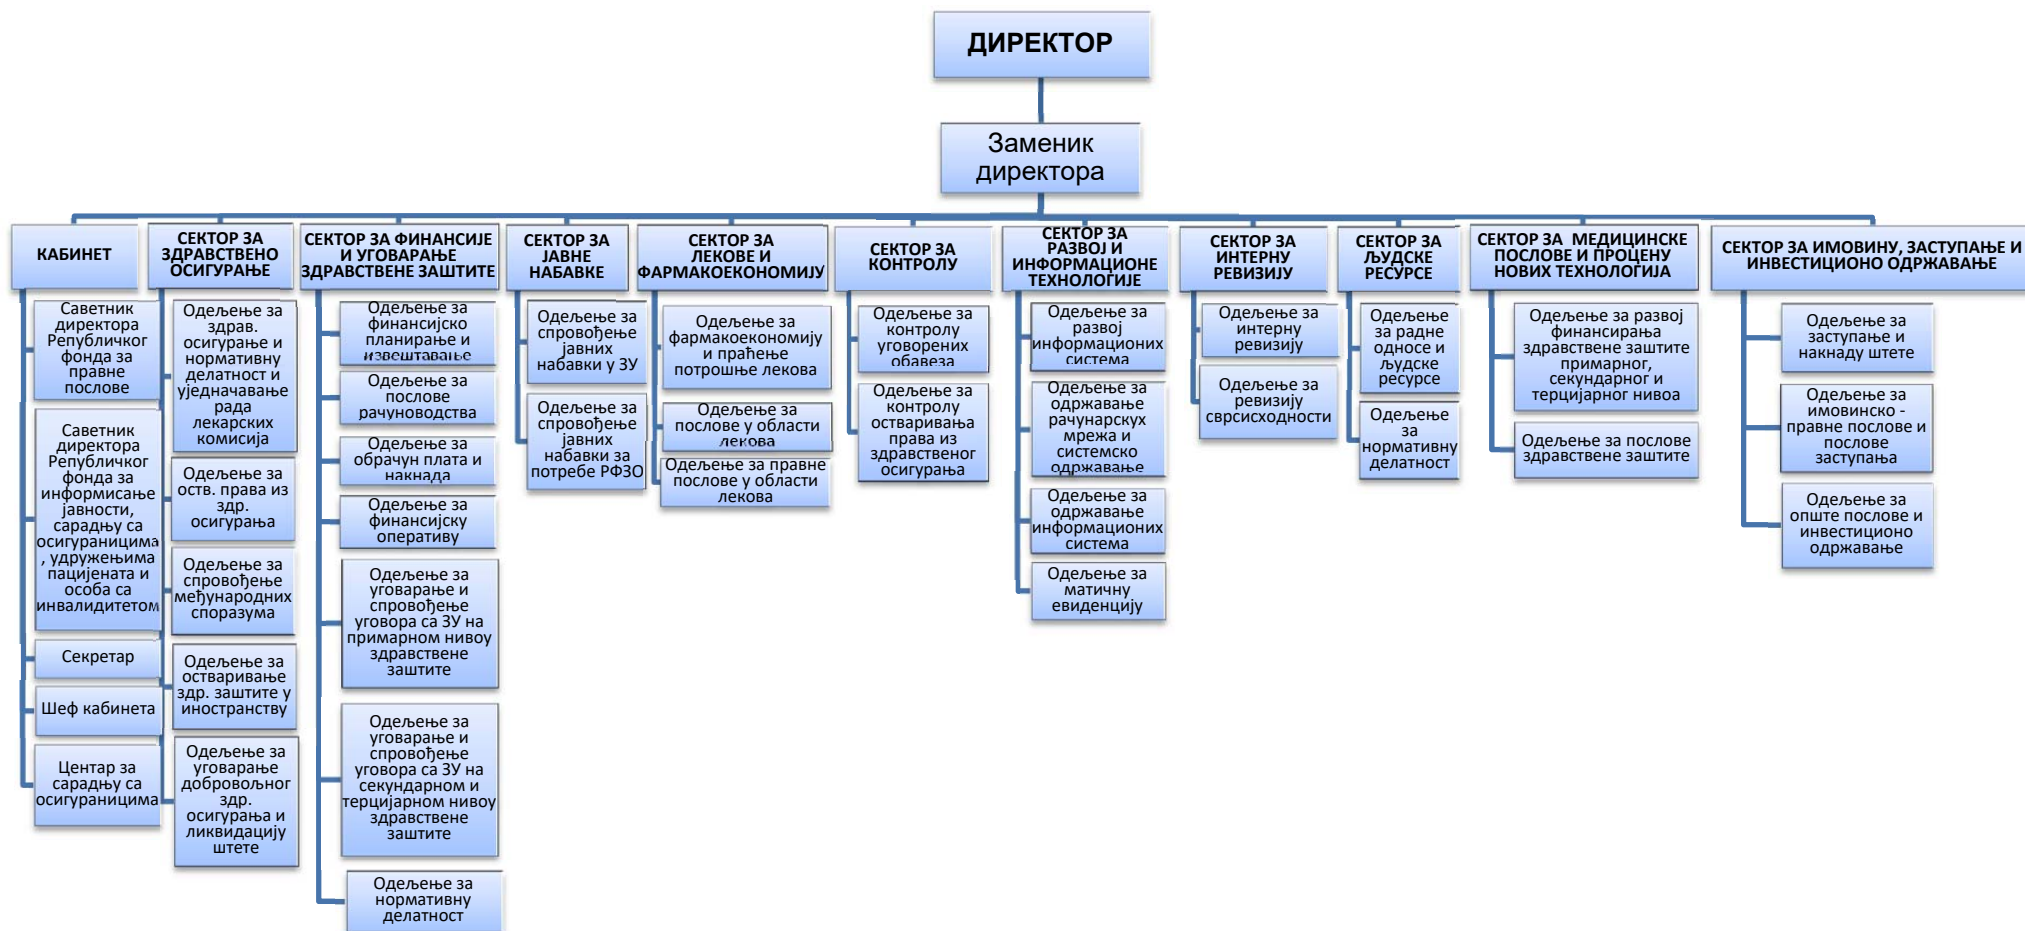 ДИРЕКТОР
Заменик
директора
КАБИНЕТ
Саветник
директора
Републичког
фонда за
правне
послове
Саветник
директора
Републичког
фонда за
информисање
јавности,
сарадњу са
осигураницима
, удружењима
пацијената и
особа са
инвалидитетом
Секретар
Шеф кабинета
Центар за
сарадњу са
осигураницима
СЕКТОР ЗА
ЗДРАВСТВЕНО
ОСИГУРАЊЕ
Одељење за
здрав.
осигурање и
нормативну
делатност и
уједначавање
рада
лекарских
комисија
Одељење за
оств. права из
здр.
осигурања
Одељење за
спровођење
међународних
споразума
Одељење за
остваривање
здр. заштите у
иностранству
Одељење за
уговарање
добровољног
здр.
осигурања и
ликвидацију
штете
СЕКТОР ЗА ФИНАНСИЈЕ
И УГОВАРАЊЕ
ЗДРАВСТВЕНЕ ЗАШТИТЕ
Одељење за
финансијско
планирање и
извештавање
Одељење за
послове
рачуноводства
Одељење за
обрачун плата и
накнада
Одељење за
финансијску
оперативу
Одељење за
уговарање и
спровођење
уговора са ЗУ на
примарном нивоу
здравствене
заштите
Одељење за
уговарање и
спровођење
уговора са ЗУ на
секундарном и
терцијарном нивоу
здравствене
заштите
Одељење за
нормативну
делатност
СЕКТОР ЗА
ЈАВНЕ
НАБАВКЕ
Одељење за
спровођење
јавних
набавки у ЗУ
Одељење за
спровођење
јавних
набавки за
потребе РФЗО
СЕКТОР ЗА
ЛЕКОВЕ И
ФАРМАКОЕКОНОМИЈУ
Одељење за
фармакоекономију
и праћење
потрошње лекова
Одељење за
послове у области
лекова
Одељење за правне
послове у области
лекова
СЕКТОР ЗА
КОНТРОЛУ
Одељење за
контролу
уговорених
обавеза
Одељење за
контролу
остваривања
права из
здравственог
осигурања
СЕКТОР ЗА
РАЗВОЈ И
ИНФОРМАЦИОНЕ
ТЕХНОЛОГИЈЕ
Одељење за
развој
информационих
система
Одељење за
одржавање
рачунарскух
мрежа и
системско
одржавање
Одељење за
одржавање
информационих
система
Одељење за
матичну
евиденцију
СЕКТОР ЗА
ИНТЕРНУ
РЕВИЗИЈУ
Одељење за
интерну
ревизију
Одељење за
ревизију
сврсисходности
СЕКТОР ЗА
ЉУДСКЕ
РЕСУРСЕ
Одељење
за радне
односе и
људске
ресурсе
Одељење
за
нормативну
делатност
СЕКТОР ЗА МЕДИЦИНСКЕ
ПОСЛОВЕ И ПРОЦЕНУ
НОВИХ ТЕХНОЛОГИЈА
Одељење за развој
финансирања
здравствене заштите
примарног,
секундарног и
терцијарног нивоа
Одељење за послове
здравствене заштите
СЕКТОР ЗА ИМОВИНУ, ЗАСТУПАЊЕ И
ИНВЕСТИЦИОНО ОДРЖАВАЊЕ
Одељење за
заступање и
накнаду штете
Одељење за
имовинско -
правне послове и
послове
заступања
Одељење за
опште послове и
инвестиционо
одржавање